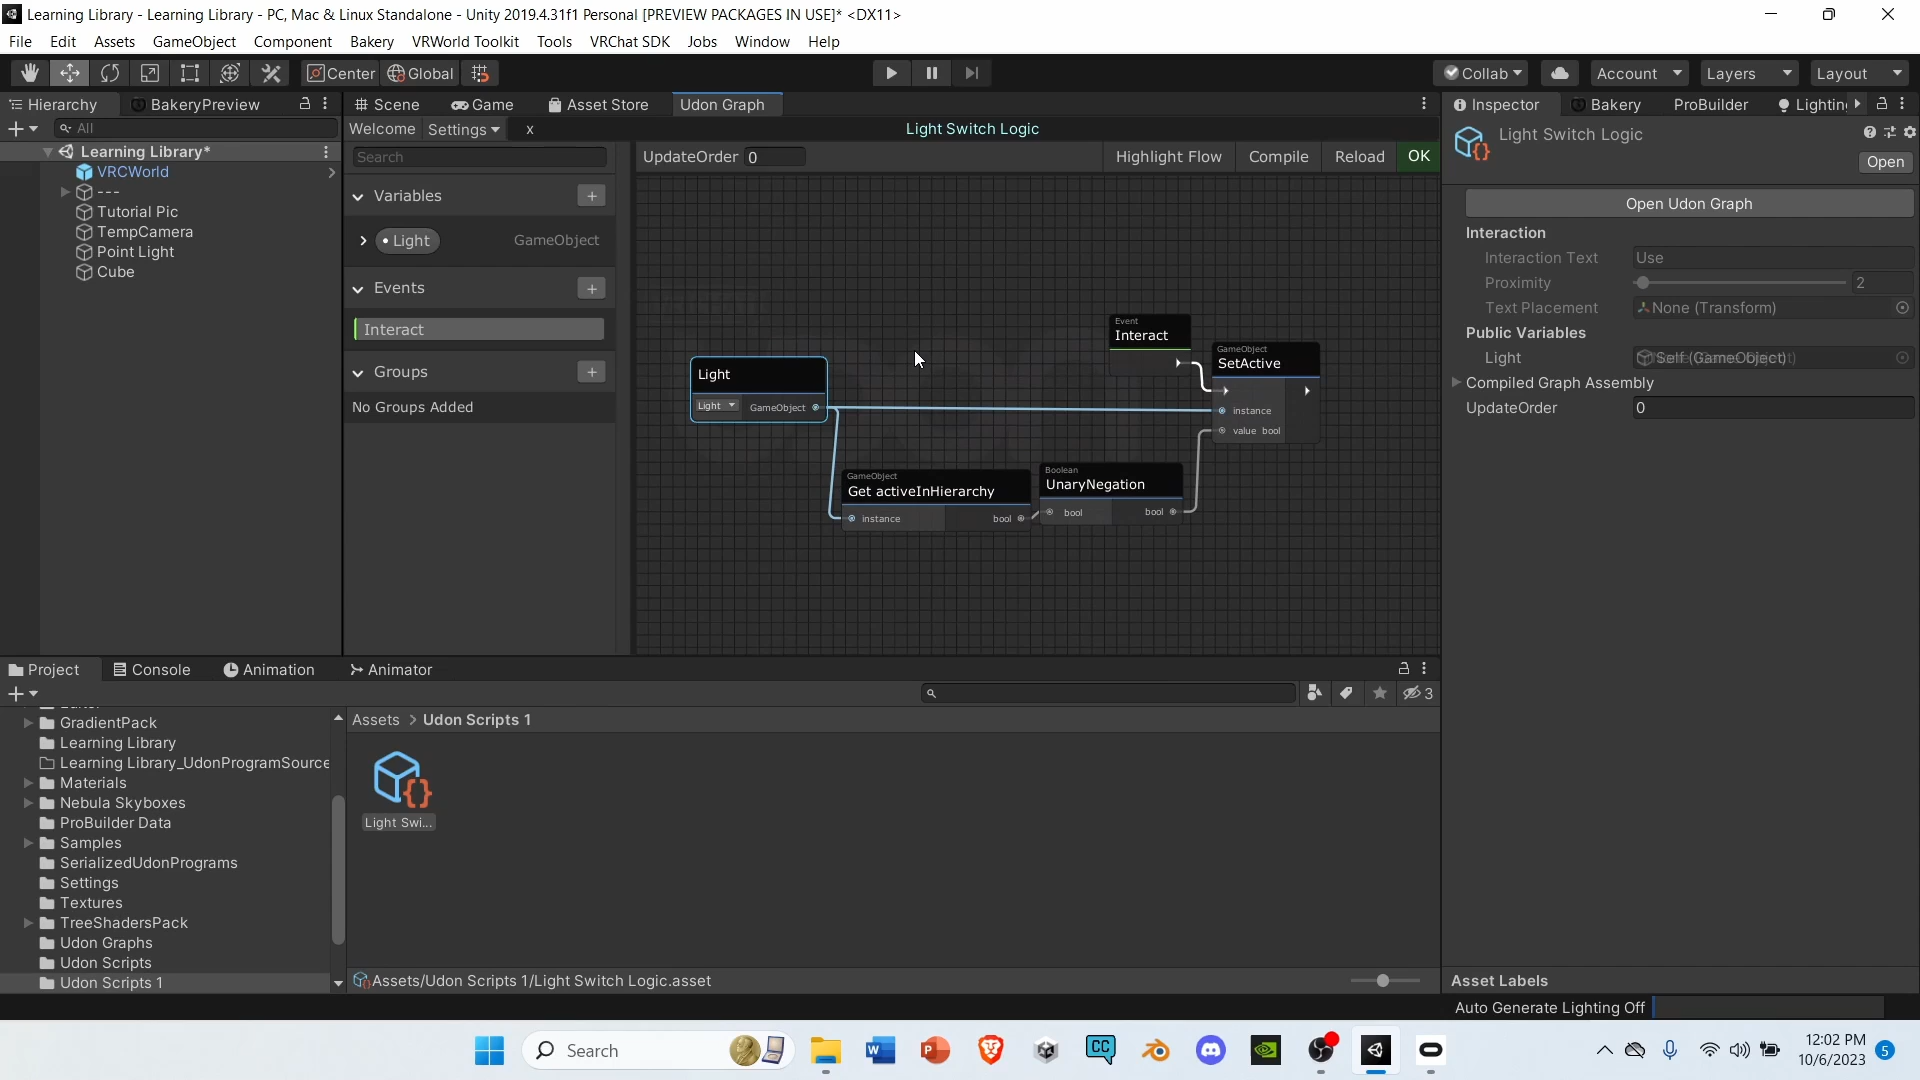 Learning Library - Learning Library - PC, Mac & Linux Standalone - Unity 2019.4.31f1 Personal [PREVIEW PACKAGES IN USE]* <DX11>
File Edit Assets GameObject Component Bakery VRWorld Toolkit Tools VRChat SDK Jobs Window Help
Center Global Collab Account Layers Layout
Hierarchy BakeryPreview Scene Game Asset Store Udon Graph Inspector Bakery ProBuilder Lightin
All
Welcome Settings x Light Switch Logic
Learning Library*
VRCWorld
---
Tutorial Pic
TempCamera
Point Light
Cube
Search
Variables
Light GameObject
Events
Interact
Groups
No Groups Added
UpdateOrder 0 Highlight Flow Compile Reload OK
Event
Interact
GameObject
SetActive
instance
value bool
Light
Light GameObject
GameObject
Get activeInHierarchy
instance bool
Boolean
UnaryNegation
bool bool
Light Switch Logic
Open
Open Udon Graph
Interaction
Interaction Text Use
Proximity 2
Text Placement None (Transform)
Public Variables
Light Self (GameObject)
Compiled Graph Assembly
UpdateOrder 0
Asset Labels
Auto Generate Lighting Off
Project Console Animation Animator
3
GradientPack
Learning Library
Learning Library_UdonProgramSource
Materials
Nebula Skyboxes
ProBuilder Data
Samples
SerializedUdonPrograms
Settings
Textures
TreeShadersPack
Udon Graphs
Udon Scripts
Udon Scripts 1
Assets > Udon Scripts 1
Light Swi...
Assets/Udon Scripts 1/Light Switch Logic.asset
Search
12:02 PM
10/6/2023
5